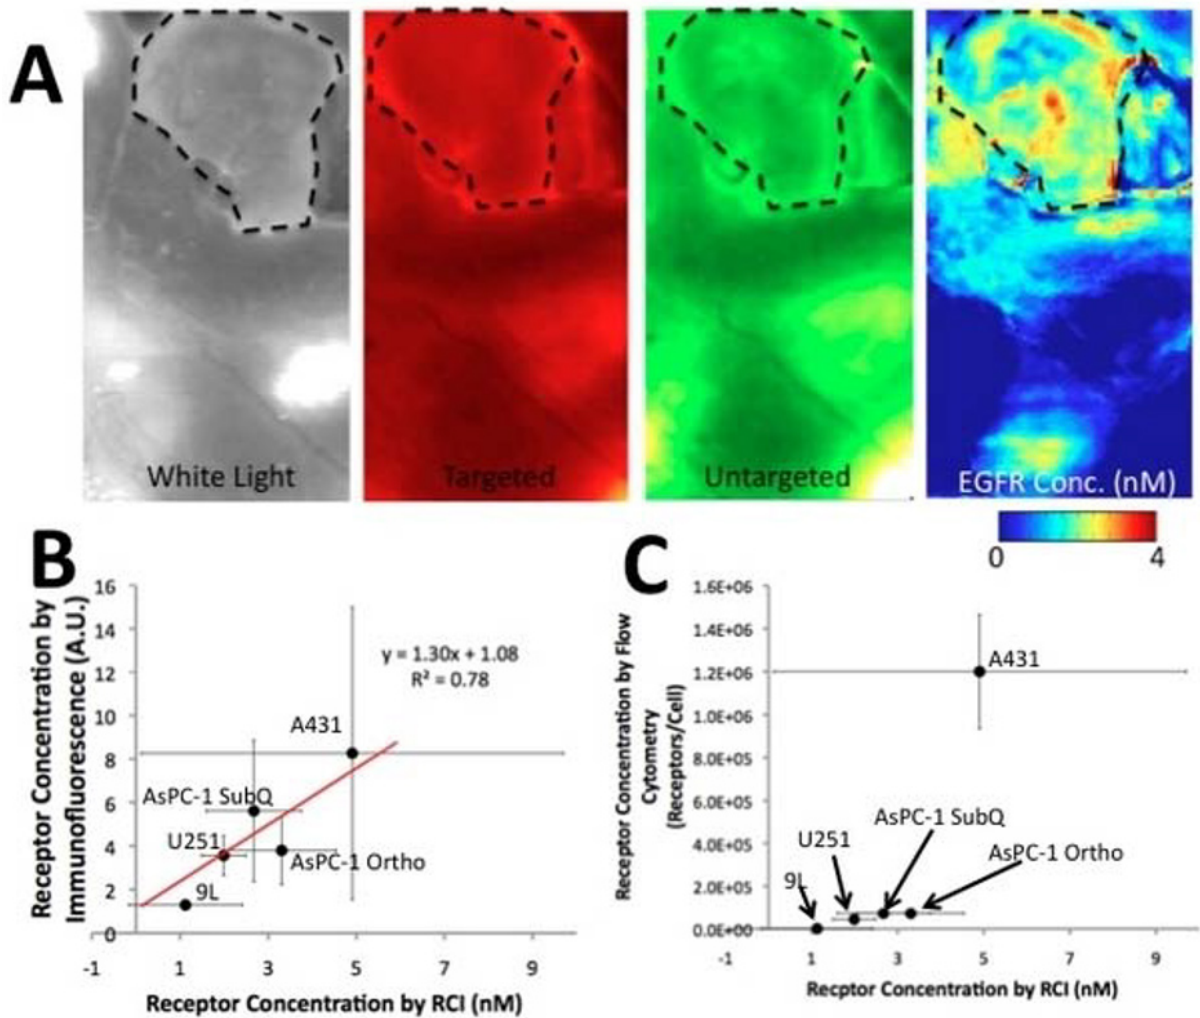 A
White Light
Targeted
Untargeted
EGFR Conc. (nM)
0
4
B
Receptor Concentration by
Immunofluorescence (A.U.)
16
14
12
10
8
6
4
2
0
y = 1.30x + 1.08
R² = 0.78
A431
AsPC-1 SubQ
U251
AsPC-1 Ortho
9L
-1
1
3
5
7
9
Receptor Concentration by RCI (nM)
C
Receptor Concentration by Flow
Cytometry
(Receptors/Cell)
1.6E+06
1.4E+06
1.2E+06
1.0E+06
8.0E+05
6.0E+05
4.0E+05
2.0E+05
0.0E+00
A431
AsPC-1 SubQ
U251
AsPC-1 Ortho
9L
-1
1
3
5
7
9
Recptor Concentration by RCI (nM)